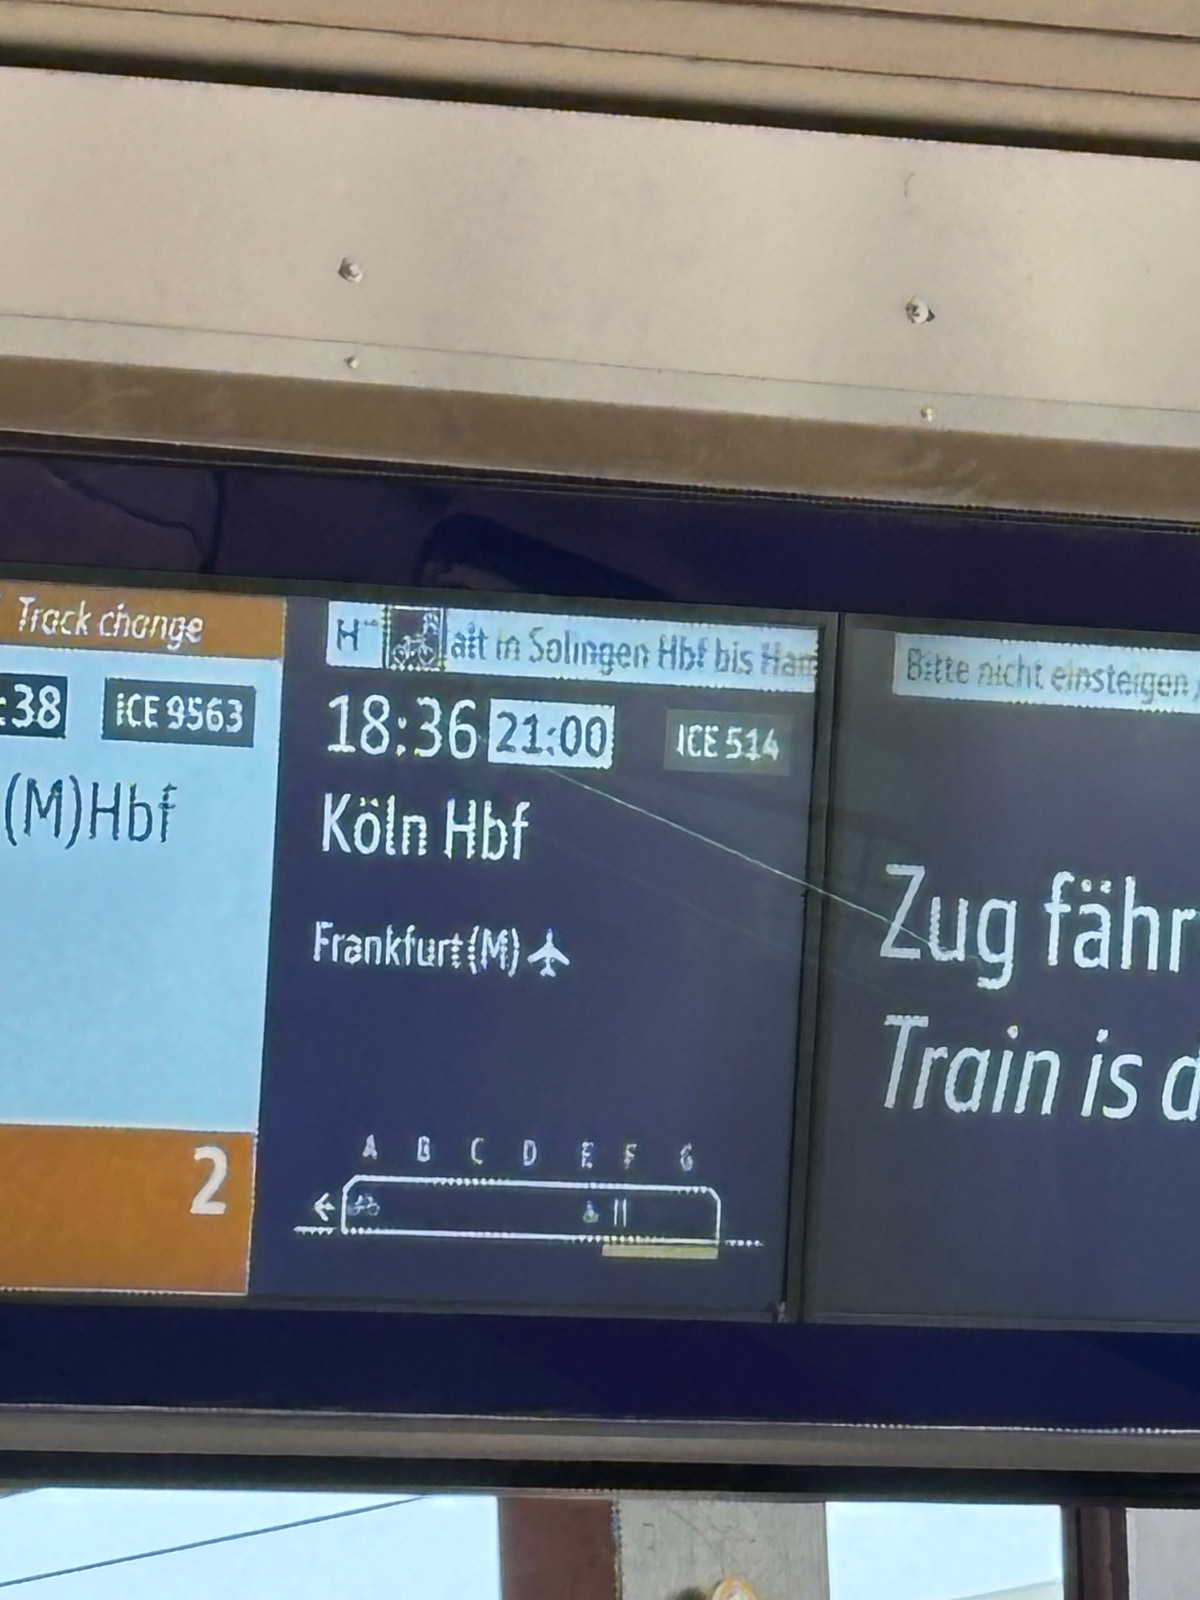 Track change
:38 ICE 9563
(M)Hbf
2
alt in Solingen Hbf bis
18:36 21:00 ICE 514
Köln Hbf
Frankfurt(M)
A B C D E F G
Bitte nicht einsteigen
Zug fähr
Train is d